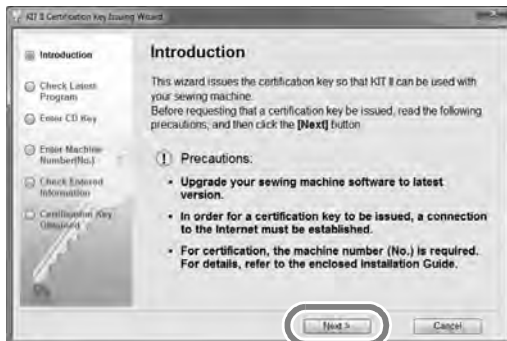 KIT II Certification Key Issuing Wizard
Introduction
Check Latest
Program
Enter CD Key
Enter Machine
Number(No.)
Check Entered
Information
Certification Key
Obtained
Introduction
This wizard issues the certification key so that KIT II can be used with
your sewing machine.
Before requesting that a certification key be issued, read the following
precautions, and then click the [Next] button
Precautions:
• Upgrade your sewing machine software to latest
version.
• In order for a certification key to be issued, a connection
to the Internet must be established.
• For certification, the machine number (No.) is required.
For details, refer to the enclosed Installation Guide.
Next >
Cancel